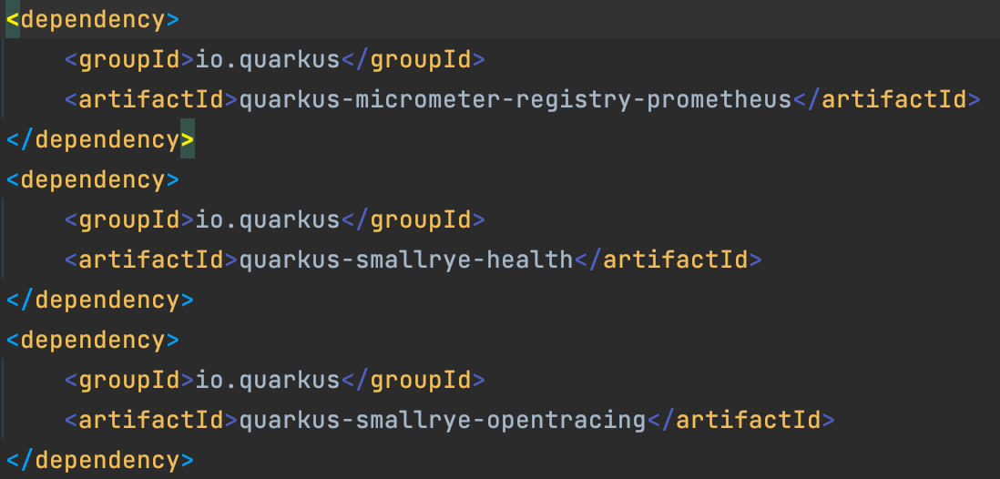 <dependency>
    <groupId>io.quarkus</groupId>
    <artifactId>quarkus-micrometer-registry-prometheus</artifactId>
</dependency>
<dependency>
    <groupId>io.quarkus</groupId>
    <artifactId>quarkus-smallrye-health</artifactId>
</dependency>
<dependency>
    <groupId>io.quarkus</groupId>
    <artifactId>quarkus-smallrye-opentracing</artifactId>
</dependency>